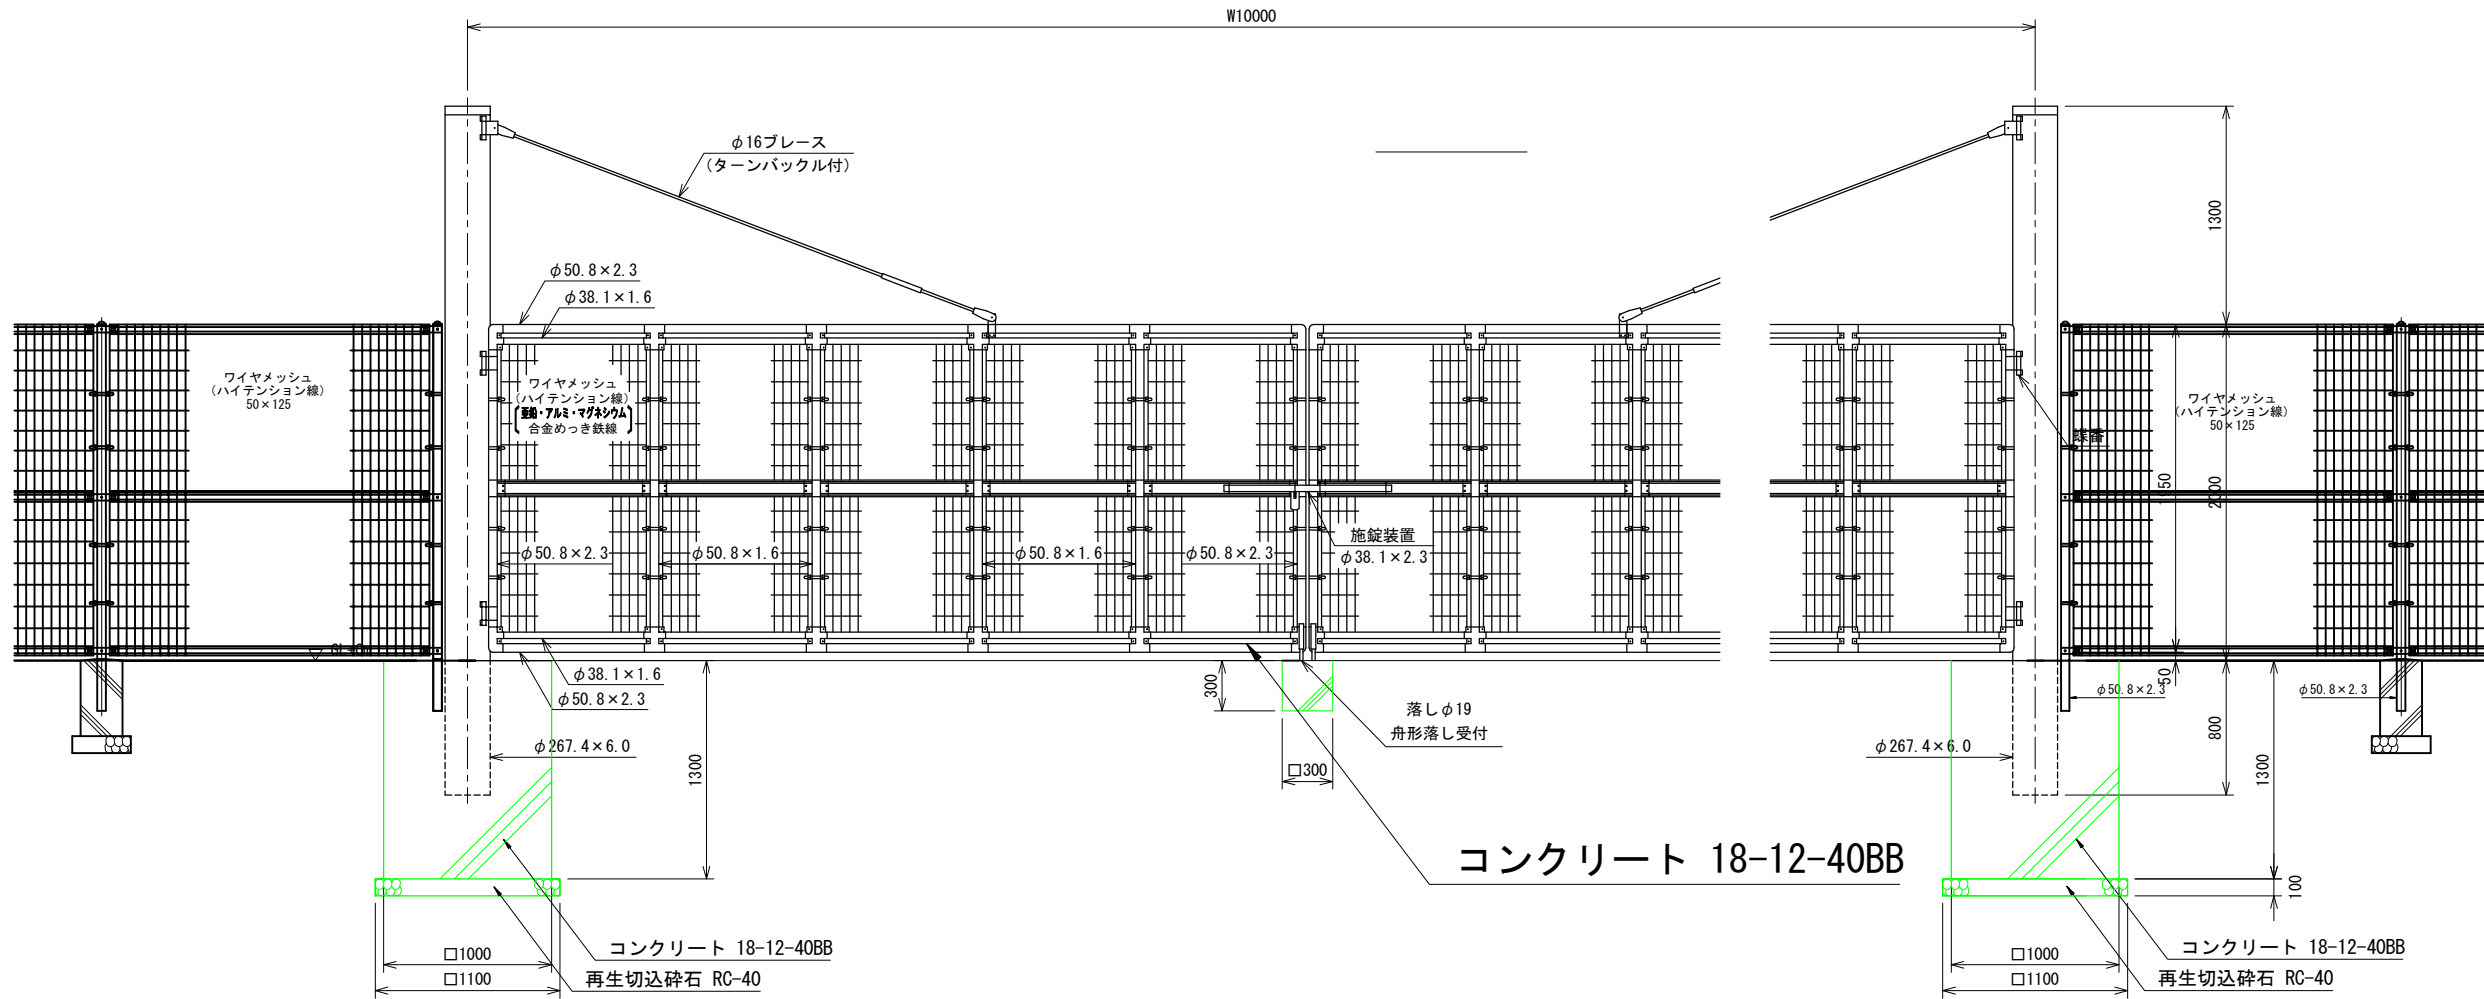 W10000
φ16ブレース
(ターンバックル付)
1300
φ50.8×2.3
φ38.1×1.6
ワイヤメッシュ
(ハイテンション線)
50×125
ワイヤメッシュ
(ハイテンション線)
亜鉛・アルミ・マグネシウム
合金めっき鉄線
ワイヤメッシュ
(ハイテンション線)
50×125
蝶番
2000
施錠装置
φ38.1×2.3
φ50.8×2.3
φ50.8×1.6
φ50.8×1.6
φ50.8×2.3
φ38.1×1.6
φ50.8×2.3
300
50
φ50.8×2.3
φ50.8×2.3
落しφ19
舟形落し受付
φ267.4×6.0
φ267.4×6.0
800
1300
1300
□300
コンクリート 18-12-40BB
100
コンクリート 18-12-40BB
再生切込砕石 RC-40
□1000
□1100
コンクリート 18-12-40BB
再生切込砕石 RC-40
□1000
□1100